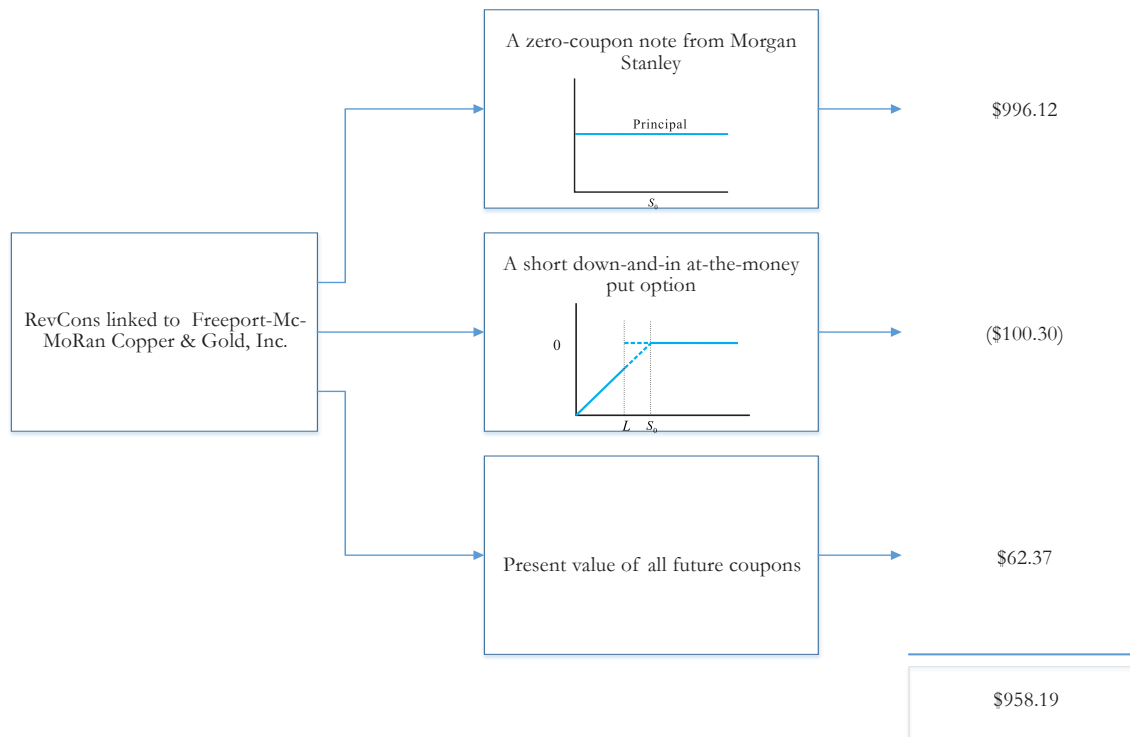 A zero-coupon note from Morgan
Stanley
Principal
S₀
$996.12
RevCons linked to Freeport-Mc-
MoRan Copper & Gold, Inc.
A short down-and-in at-the-money
put option
0
L S₀
($100.30)
Present value of all future coupons
$62.37
$958.19